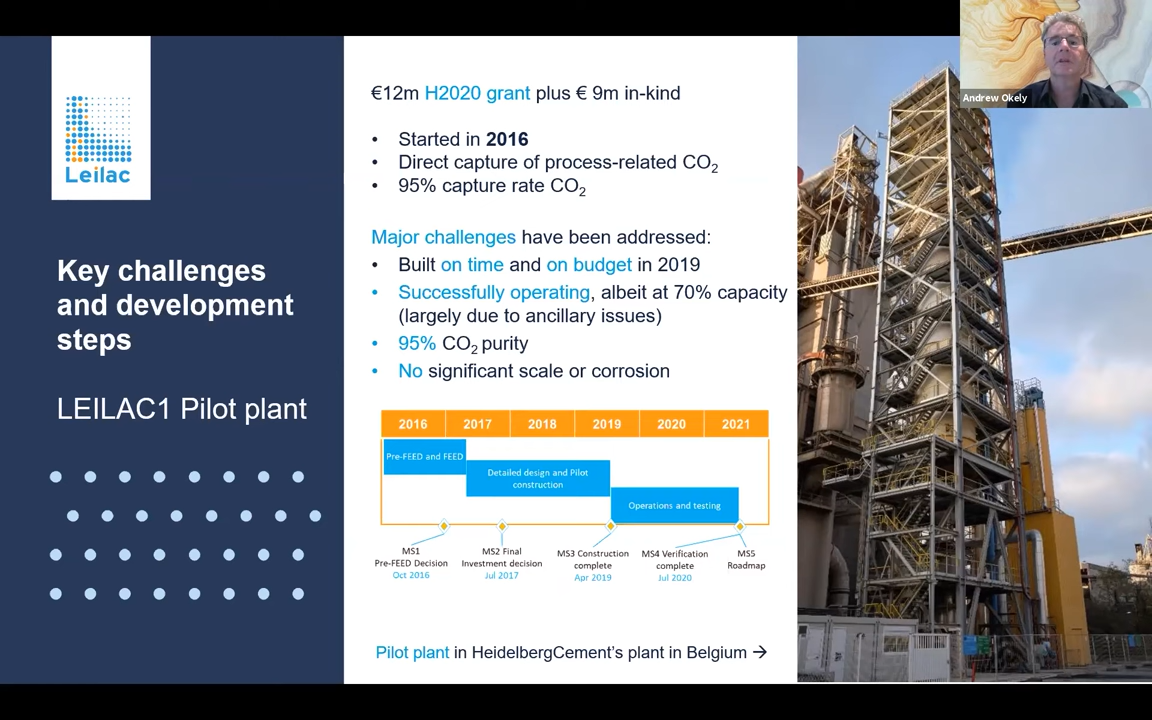 Leilac
Key challenges
and development
steps
LEILAC1 Pilot plant
€12m H2020 grant plus € 9m in-kind
• Started in 2016
• Direct capture of process-related CO2
• 95% capture rate CO2
Major challenges have been addressed:
• Built on time and on budget in 2019
• Successfully operating, albeit at 70% capacity
(largely due to ancillary issues)
• 95% CO2 purity
• No significant scale or corrosion
2016 2017 2018 2019 2020 2021
Pre-FEED and FEED
Detailed design and Pilot
construction
Operations and testing
MS1
Pre-FEED Decision
Oct 2016
MS2 Final
Investment decision
Jul 2017
MS3 Construction
complete
Apr 2019
MS4 Verification
complete
Jul 2020
MS5
Roadmap
Pilot plant in HeidelbergCement's plant in Belgium →
Andrew Okely